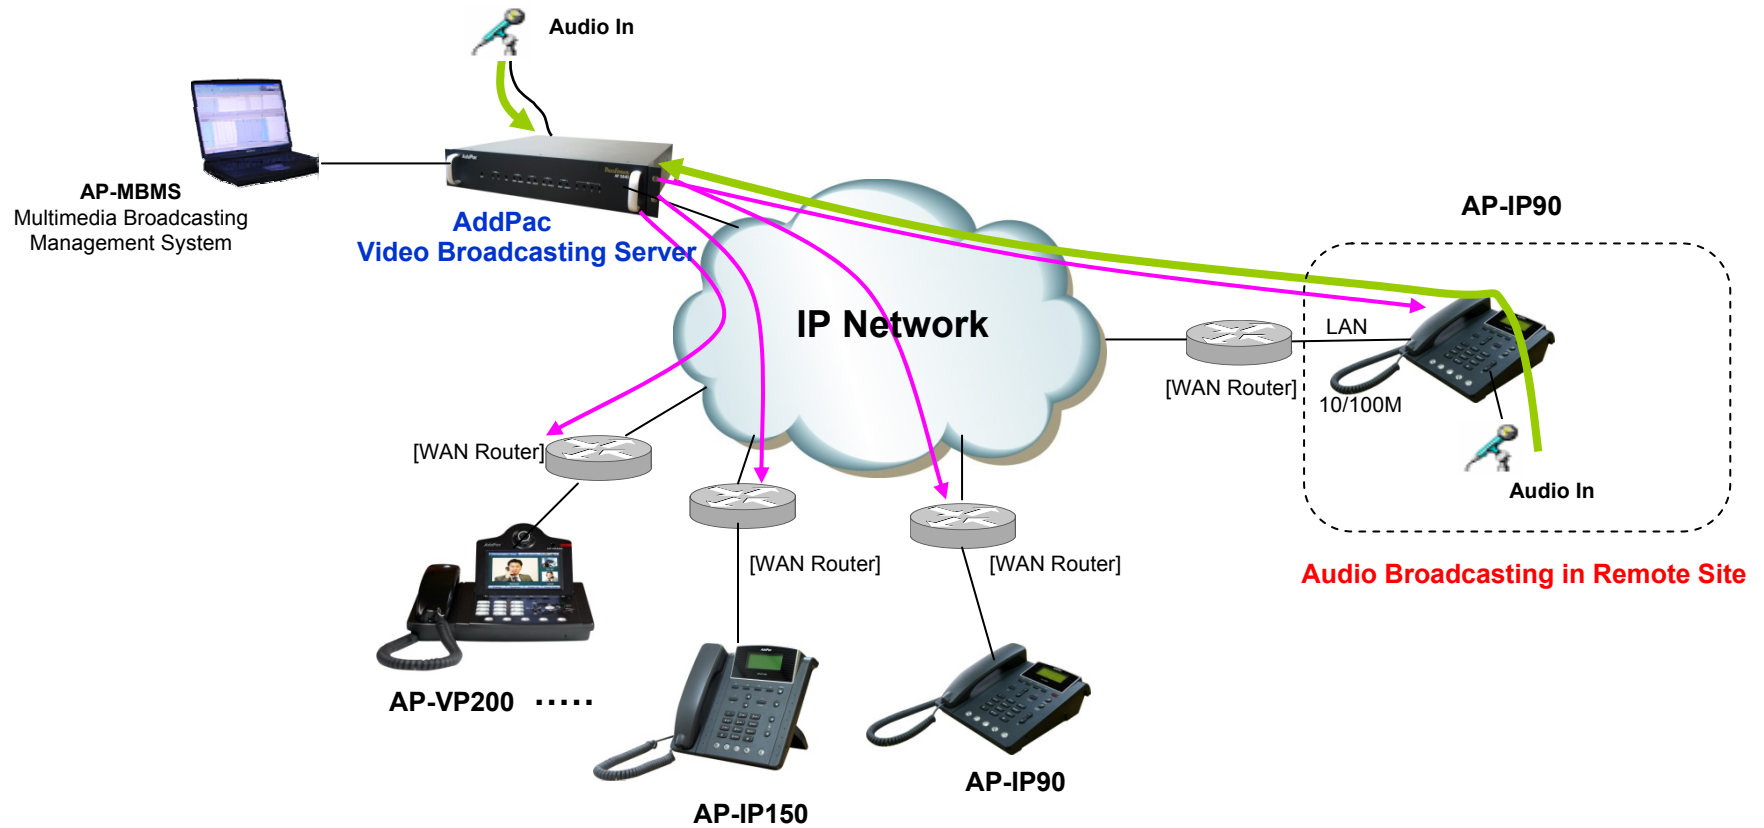 Audio In
AP-MBMS
Multimedia Broadcasting
Management System
AddPac
AddPac
Video Broadcasting Server
AP-IP90
IP Network
LAN
[WAN Router]
10/100M
[WAN Router]
Audio In
[WAN Router]
[WAN Router]
Audio Broadcasting in Remote Site
AP-VP200 .....
AP-IP90
AP-IP150